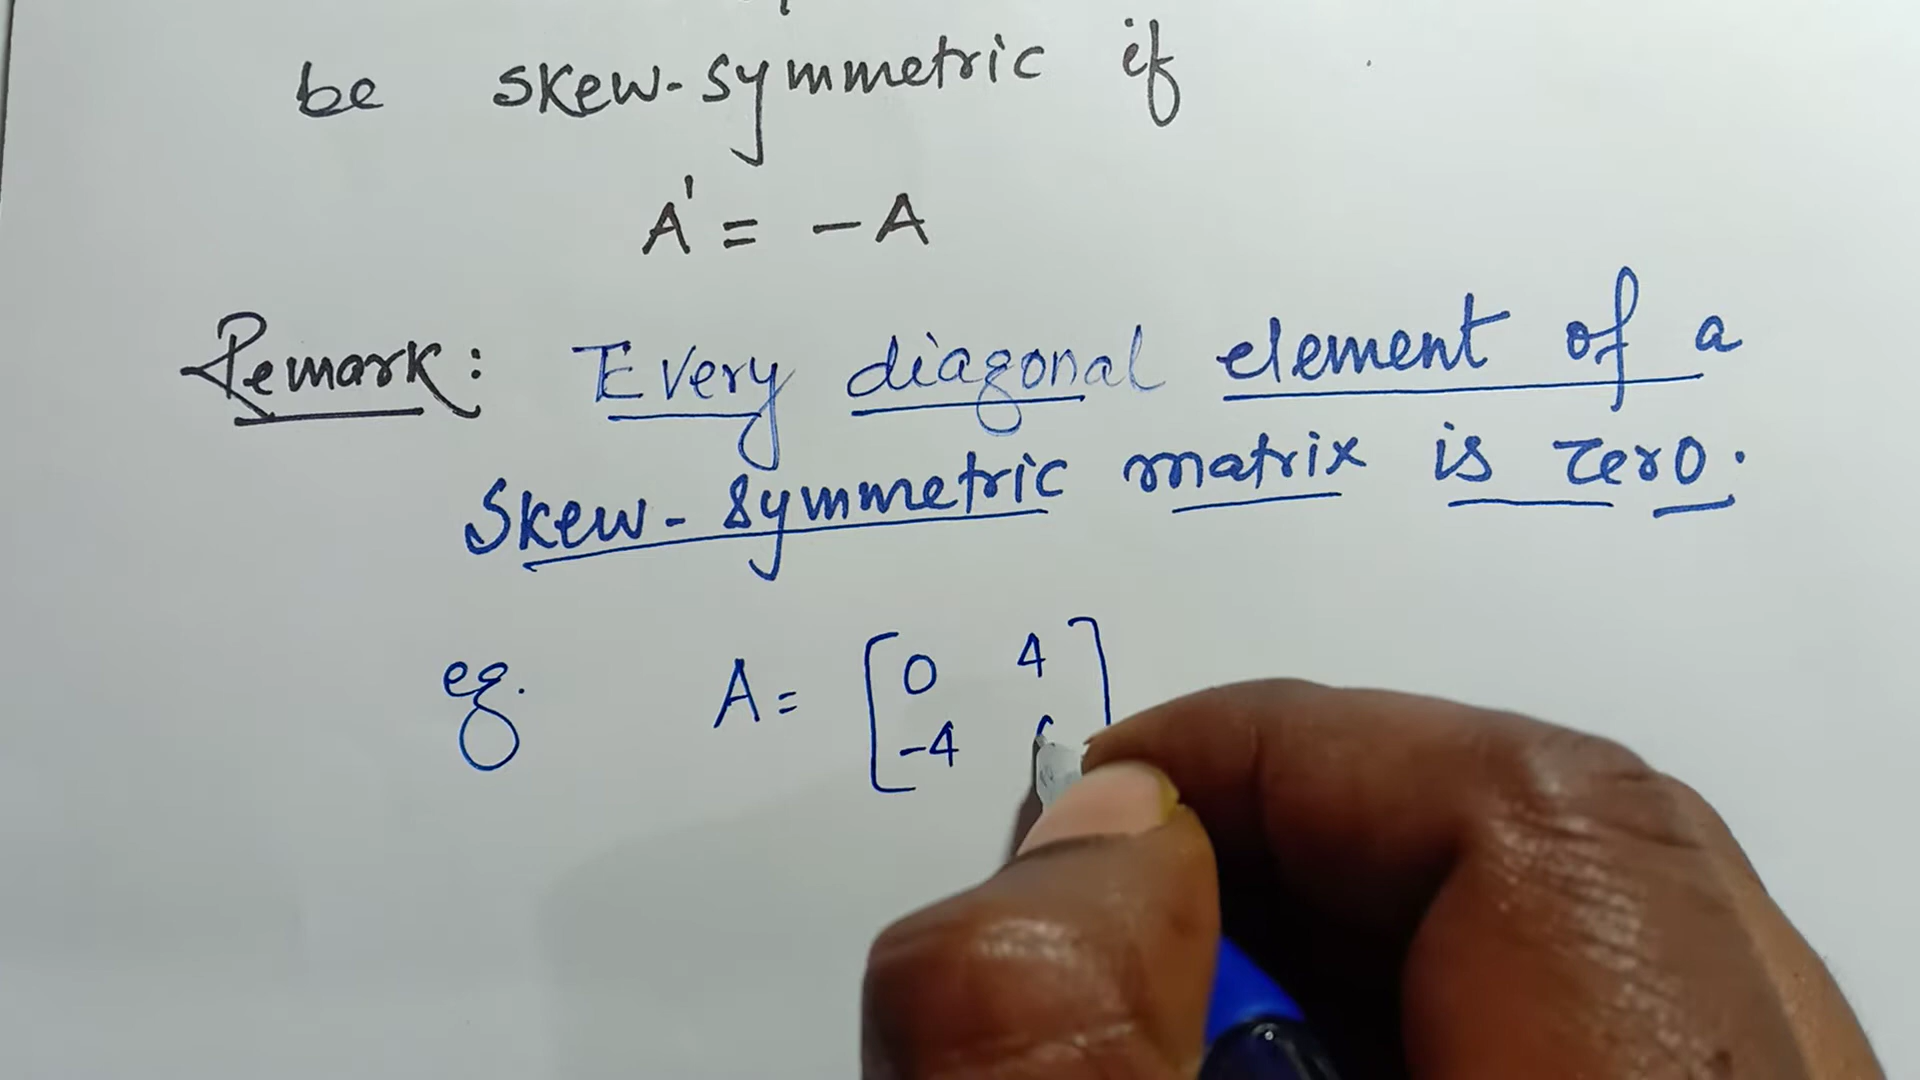 be skew-symmetric if
A' = -A
Remark: Every diagonal element of a
Skew-symmetric matrix is zero.
eg. A = [0 4
-4